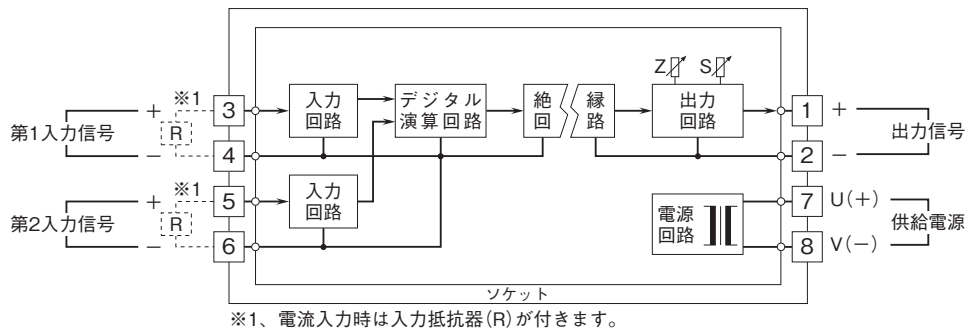 Z S
※1
+
3
入力
回路
デジタル
演算回路
絶 縁
回 路
出力
回路
1
+
第1入力信号
R
出力信号
−
4
2
−
※1
+
5
入力
回路
7
U(+)
第2入力信号
R
電源
回路
供給電源
−
6
8
V(−)
ソケット
※1、電流入力時は入力抵抗器(R)が付きます。